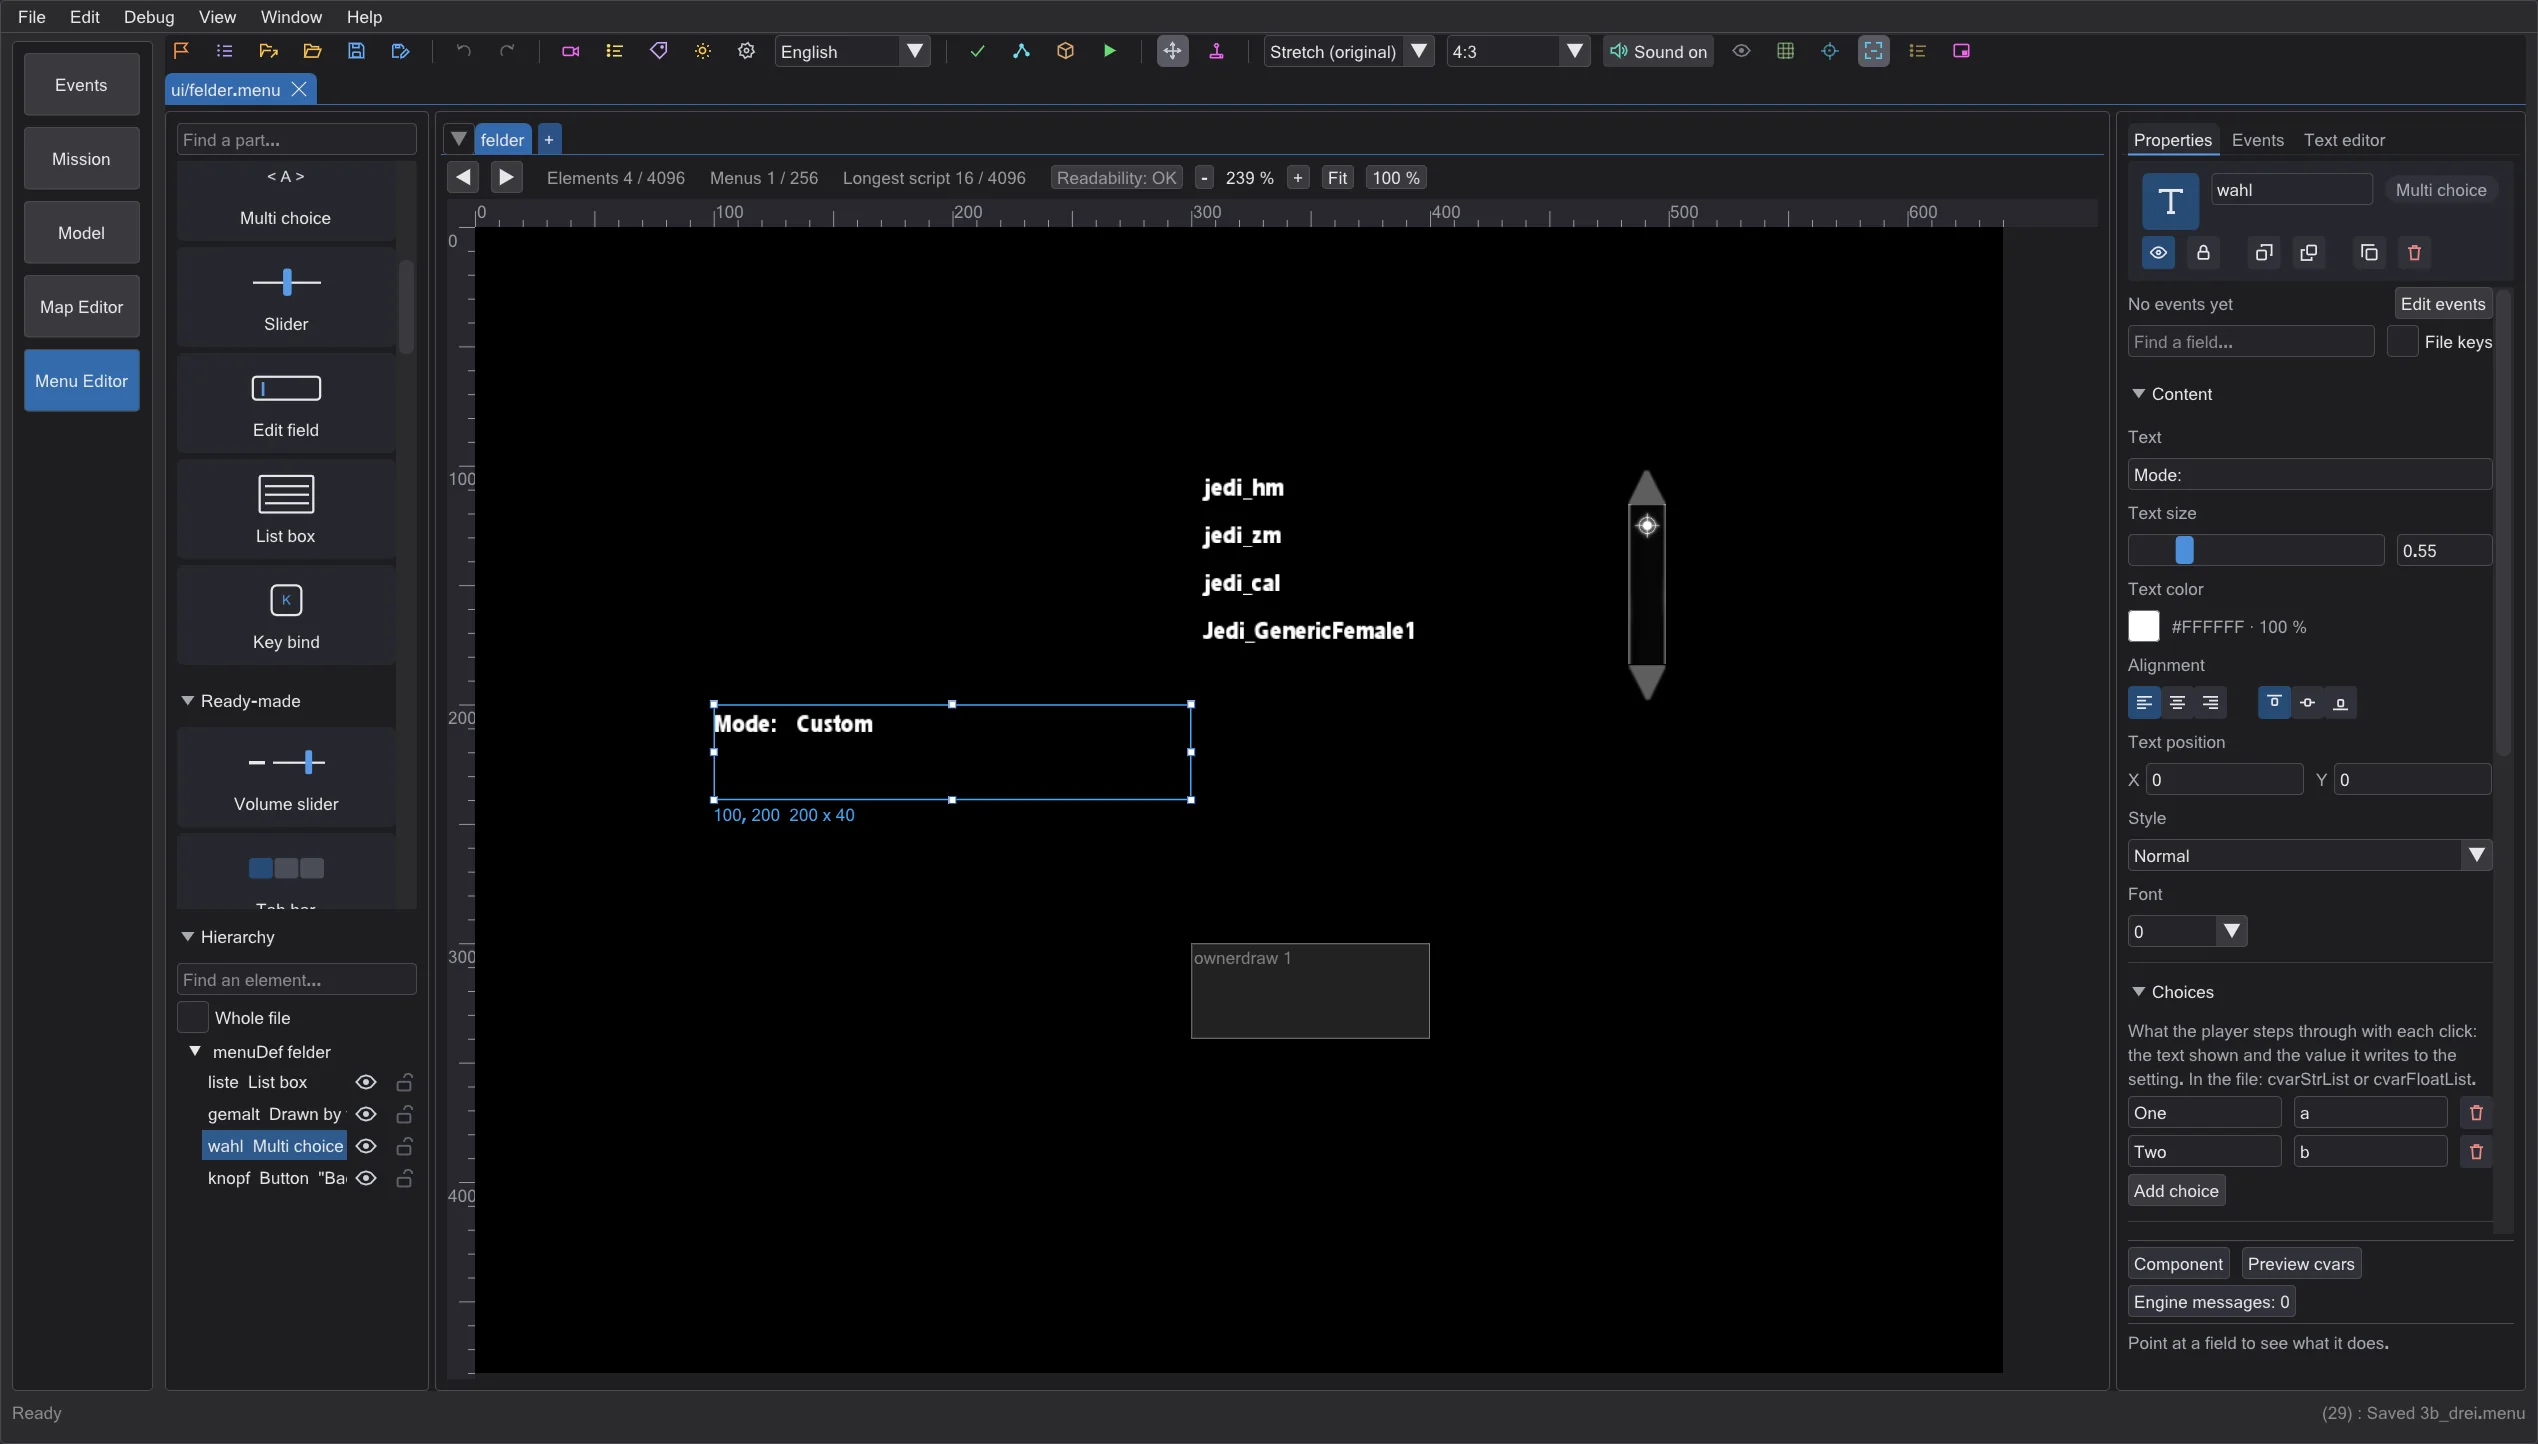 File Edit Debug View Window Help
English
Stretch (original)
4:3
Sound on
Events
Mission
Model
Map Editor
Menu Editor
ui/felder.menu
Find a part...
< A >
Multi choice
Slider
Edit field
List box
K
Key bind
Ready-made
Volume slider
Hierarchy
Find an element...
Whole file
menuDef felder
liste List box
gemalt Drawn by
wahl Multi choice
knopf Button "Ba
felder +
Elements 4 / 4096 Menus 1 / 256 Longest script 16 / 4096 Readability: OK - 239 % + Fit 100 %
0 100 200 300 400 500 600
0
100
200
300
400
jedi_hm
jedi_zm
jedi_cal
Jedi_GenericFemale1
Mode: Custom
100, 200 200 x 40
ownerdraw 1
Properties Events Text editor
T
wahl Multi choice
No events yet Edit events
Find a field... File keys
Content
Text
Mode:
Text size
0.55
Text color
#FFFFFF · 100 %
Alignment
Text position
X 0 Y 0
Style
Normal
Font
0
Choices
What the player steps through with each click:
the text shown and the value it writes to the
setting. In the file: cvarStrList or cvarFloatList.
One a
Two b
Add choice
Component Preview cvars
Engine messages: 0
Point at a field to see what it does.
Ready
(29) : Saved 3b_drei.menu